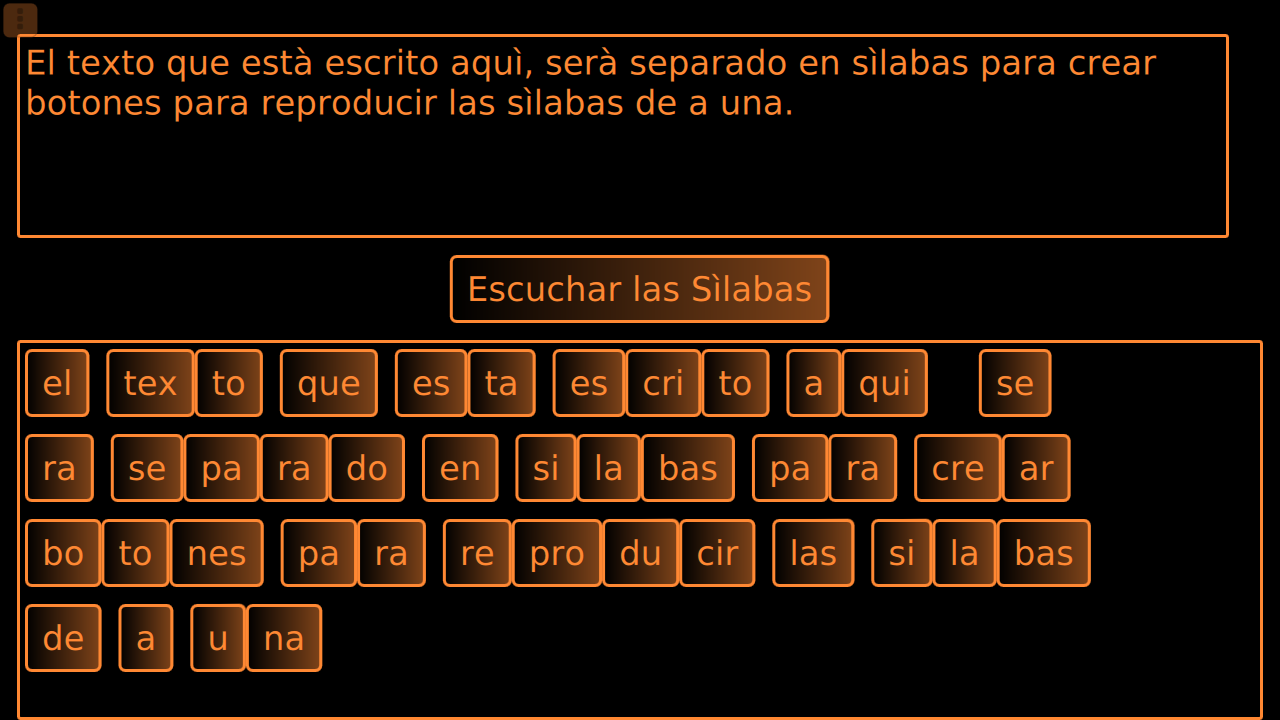 El texto que està escrito aquì, serà separado en sìlabas para crear
botones para reproducir las sìlabas de a una.
Escuchar las Sìlabas
el tex to que es ta es cri to a qui se
ra se pa ra do en si la bas pa ra cre ar
bo to nes pa ra re pro du cir las si la bas
de a u na